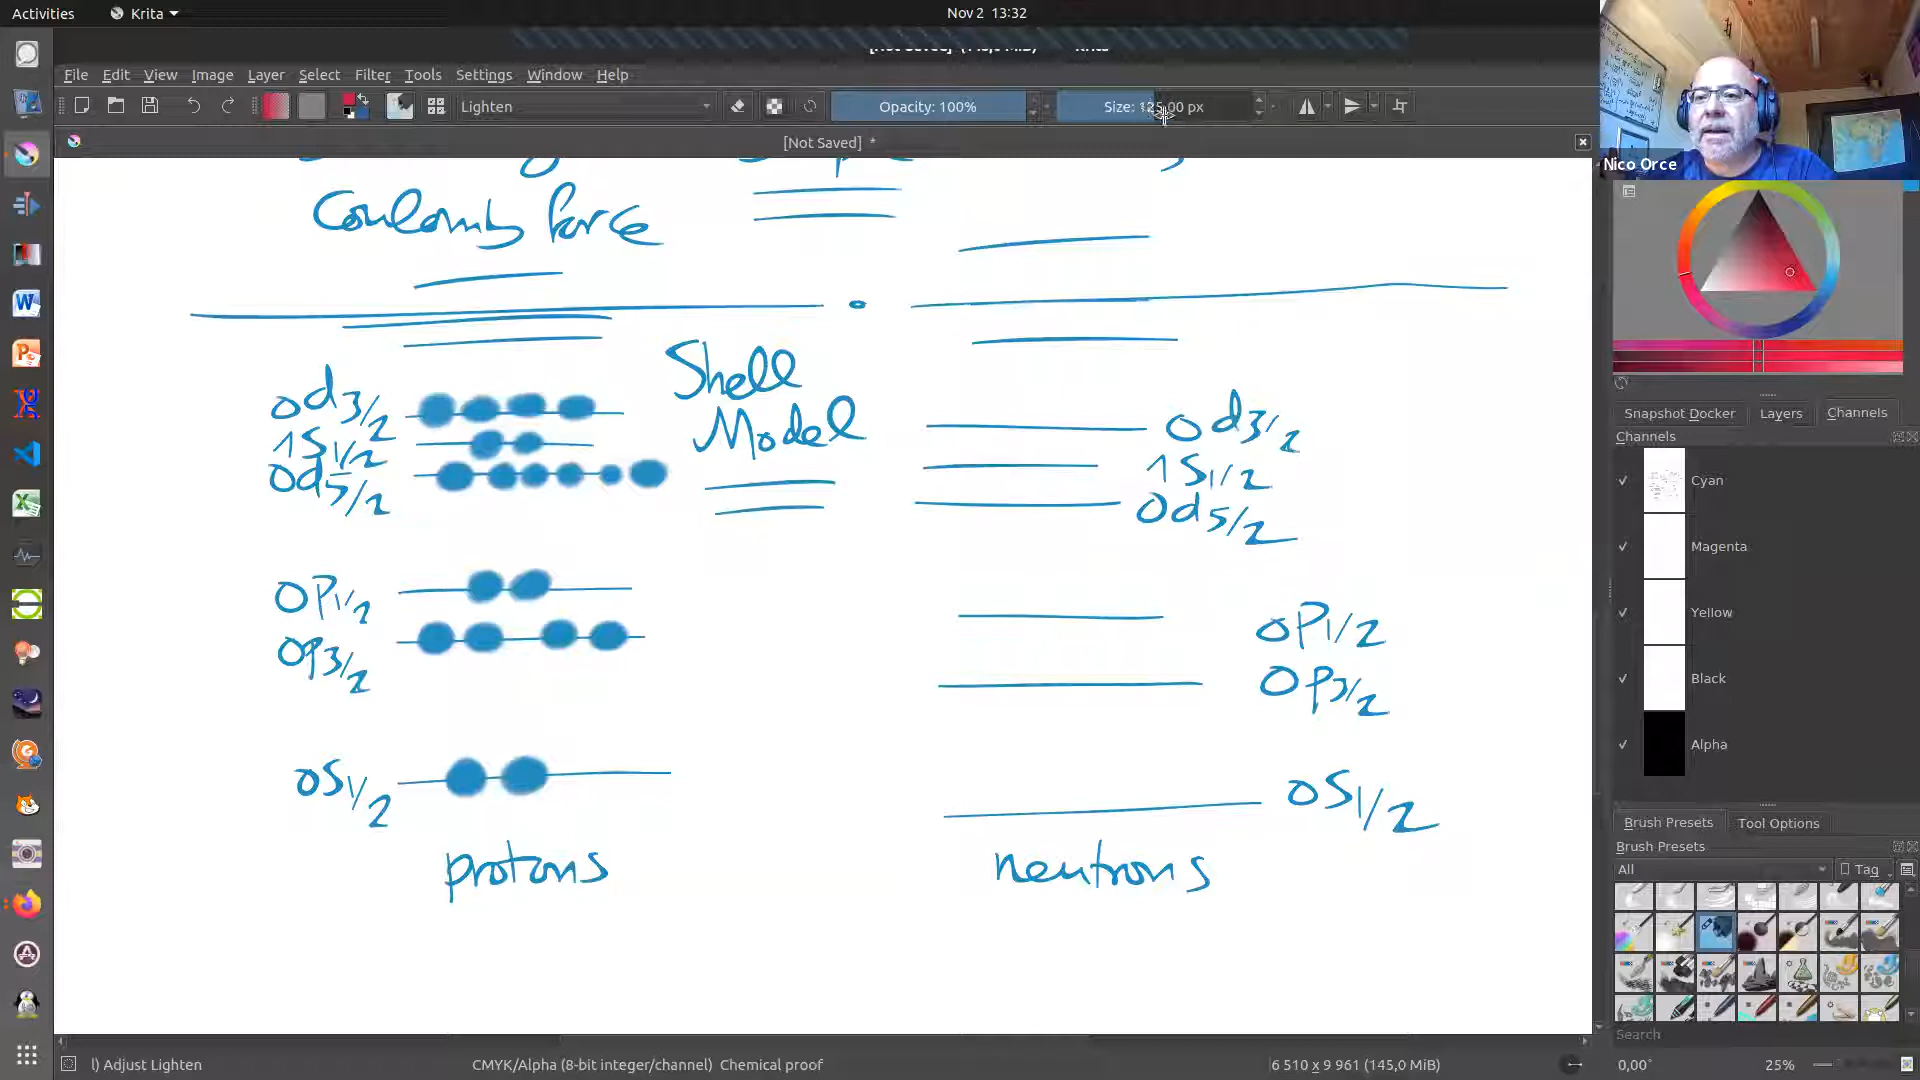 Activities
Krita
Nov 2 13:32
File Edit View Image Layer Select Filter Tools Settings Window Help
Lighten
Opacity: 100%
Size: 125,00 px
[Not Saved] *
Nico Orce
Coulomb force
Shell
Model
0d3/2
1s1/2
0d5/2
0d3/2
1s1/2
0d5/2
0p1/2
0p3/2
0p1/2
0p3/2
0s1/2
0s1/2
protons
neutrons
Snapshot Docker
Layers
Channels
Channels
Cyan
Magenta
Yellow
Black
Alpha
Brush Presets
Tool Options
Brush Presets
All
Tag
Search
l) Adjust Lighten
CMYK/Alpha (8-bit integer/channel) Chemical proof
6 510 x 9 961 (145,0 MiB)
0,00°
25%